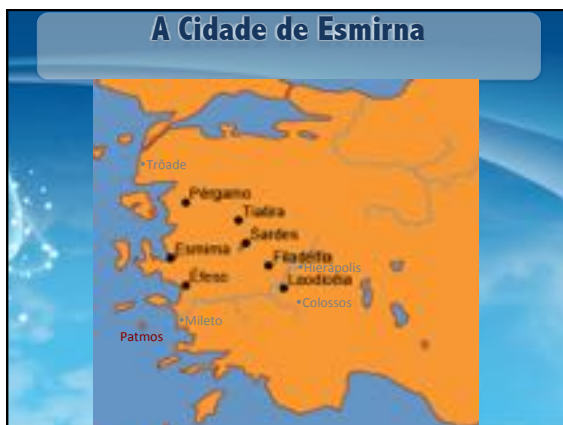 A Cidade de Esmirna
•Trôade
Pérgamo
Tiatira
Sardes
Esmirna
Filadélfia
•Hierápolis
Éfeso
Laodicéia
•Colossos
•Mileto
Patmos